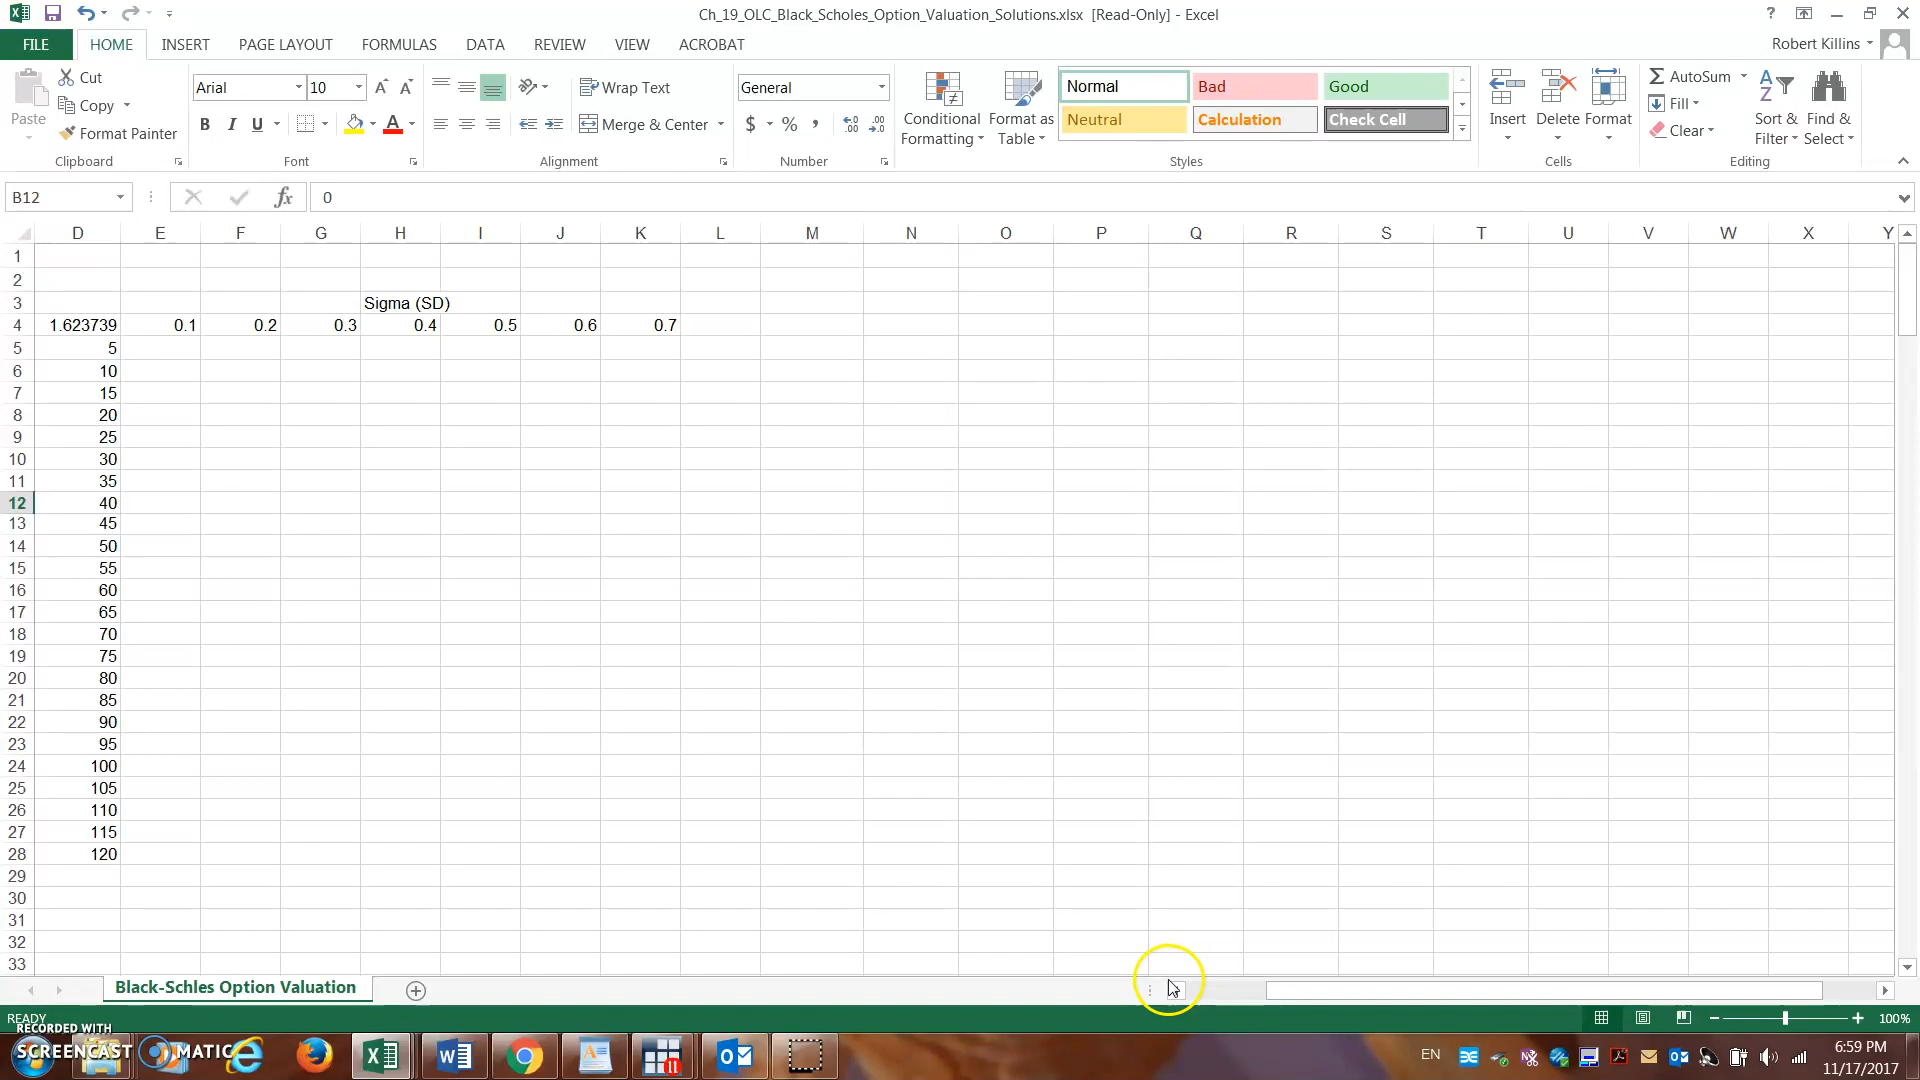 Ch_19_OLC_Black_Scholes_Option_Valuation_Solutions.xlsx [Read-Only] - Excel
FILE HOME INSERT PAGE LAYOUT FORMULAS DATA REVIEW VIEW ACROBAT Robert Killins
Paste
Cut
Copy
Format Painter
Clipboard
Arial 10
B I U
Font
Wrap Text
Merge & Center
Alignment
General
$ % ,
Number
Conditional Formatting
Format as Table
Normal Bad Good
Neutral Calculation Check Cell
Styles
Insert Delete Format
Cells
AutoSum
Fill
Clear
Sort & Filter
Find & Select
Editing
B12 fx 0
D E F G H I J K L M N O P Q R S T U V W X Y
1
2
3 Sigma (SD)
4 1.623739 0.1 0.2 0.3 0.4 0.5 0.6 0.7
5 5
6 10
7 15
8 20
9 25
10 30
11 35
12 40
13 45
14 50
15 55
16 60
17 65
18 70
19 75
20 80
21 85
22 90
23 95
24 100
25 105
26 110
27 115
28 120
29
30
31
32
33
Black-Schles Option Valuation
READY 100%
RECORDED WITH
SCREENCAST MATIC
11
EN
6:59 PM
11/17/2017